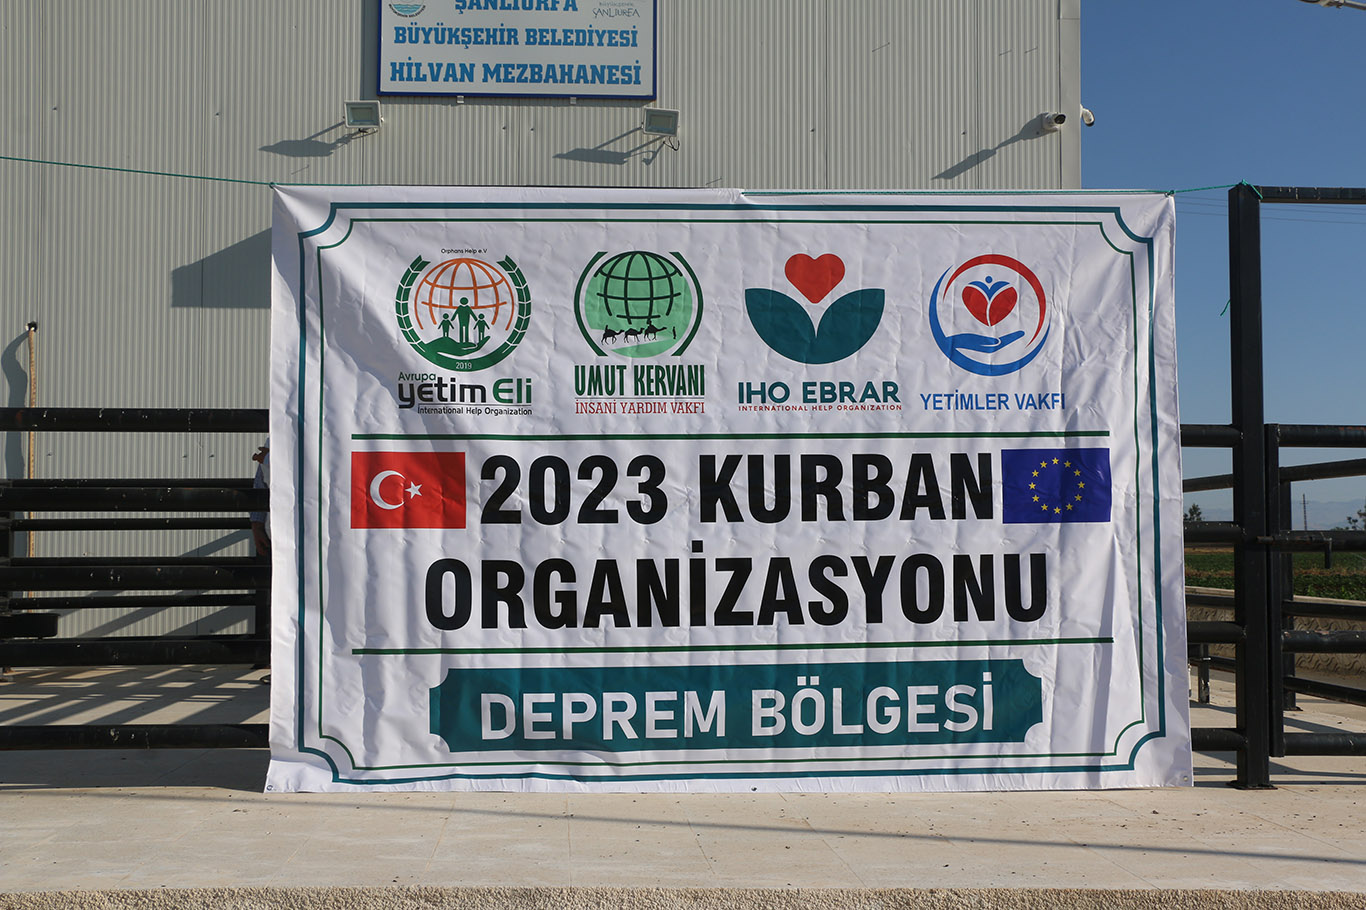 ŞANLIURFA
BÜYÜKŞEHİR BELEDİYESİ
HİLVAN MEZBAHANESİ
ŞANLIURFA
Orphans Help e.V
2019
Avrupa
yetim Eli
International Help Organization
UMUT KERVANI
İNSANİ YARDIM VAKFI
IHO EBRAR
INTERNATIONAL HELP ORGANIZATION
YETİMLER VAKFI
2023 KURBAN
ORGANİZASYONU
DEPREM BÖLGESİ